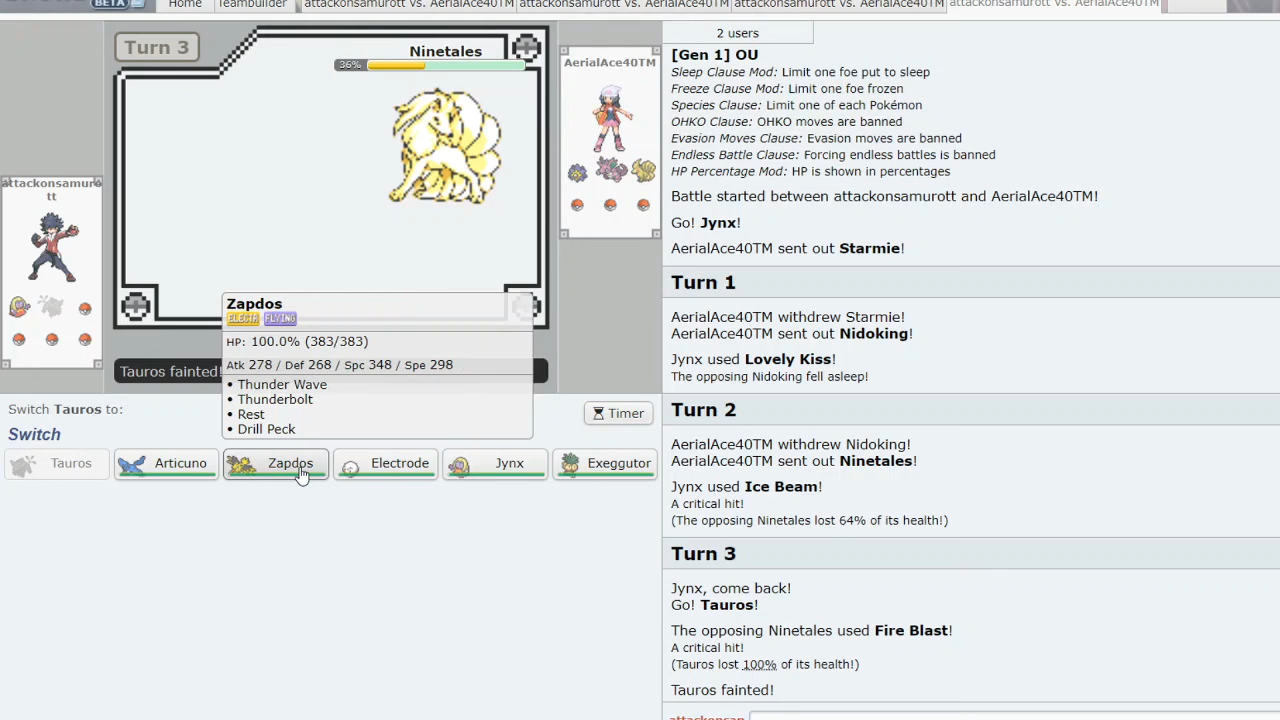 BETA
Home
Teambuilder
attackonsamurott vs. AerialAce40TM
attackonsamurott vs. AerialAce40TM
attackonsamurott vs. AerialAce40TM
attackonsamurott vs. AerialAce40TM
Turn 3
Ninetales
36%
AerialAce40TM
attackonsamuro
tt
Zapdos
ELECTR FLYING
HP: 100.0% (383/383)
Atk 278 / Def 268 / Spc 348 / Spe 298
• Thunder Wave
• Thunderbolt
• Rest
• Drill Peck
Tauros fainted!
Switch Tauros to:
Timer
Switch
Tauros
Articuno
Zapdos
Electrode
Jynx
Exeggutor
2 users
[Gen 1] OU
Sleep Clause Mod: Limit one foe put to sleep
Freeze Clause Mod: Limit one foe frozen
Species Clause: Limit one of each Pokémon
OHKO Clause: OHKO moves are banned
Evasion Moves Clause: Evasion moves are banned
Endless Battle Clause: Forcing endless battles is banned
HP Percentage Mod: HP is shown in percentages
Battle started between attackonsamurott and AerialAce40TM!
Go! Jynx!
AerialAce40TM sent out Starmie!
Turn 1
AerialAce40TM withdrew Starmie!
AerialAce40TM sent out Nidoking!
Jynx used Lovely Kiss!
The opposing Nidoking fell asleep!
Turn 2
AerialAce40TM withdrew Nidoking!
AerialAce40TM sent out Ninetales!
Jynx used Ice Beam!
A critical hit!
(The opposing Ninetales lost 64% of its health!)
Turn 3
Jynx, come back!
Go! Tauros!
The opposing Ninetales used Fire Blast!
A critical hit!
(Tauros lost 100% of its health!)
Tauros fainted!